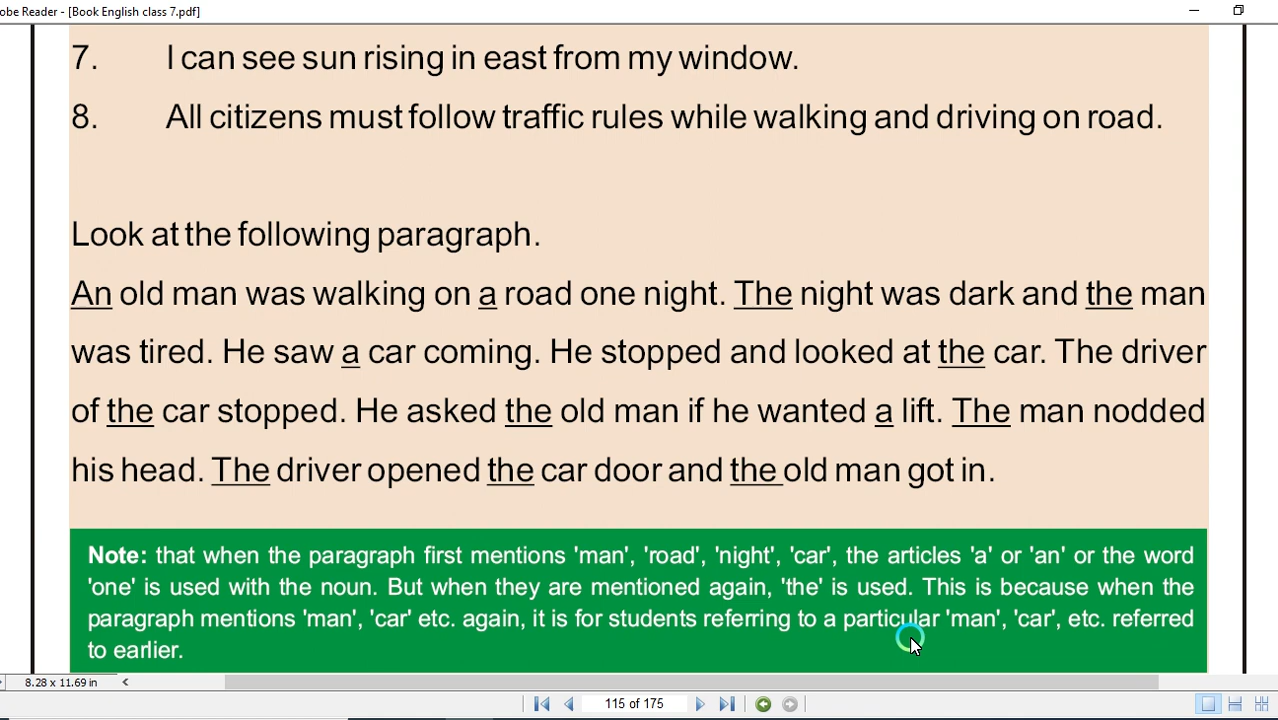 obe Reader - [Book English class 7.pdf]
7. I can see sun rising in east from my window.
8. All citizens must follow traffic rules while walking and driving on road.
Look at the following paragraph.
An old man was walking on a road one night. The night was dark and the man
was tired. He saw a car coming. He stopped and looked at the car. The driver
of the car stopped. He asked the old man if he wanted a lift. The man nodded
his head. The driver opened the car door and the old man got in.
Note: that when the paragraph first mentions 'man', 'road', 'night', 'car', the articles 'a' or 'an' or the word
'one' is used with the noun. But when they are mentioned again, 'the' is used. This is because when the
paragraph mentions 'man', 'car' etc. again, it is for students referring to a particular 'man', 'car', etc. referred
to earlier.
8.28 x 11.69 in
115 of 175